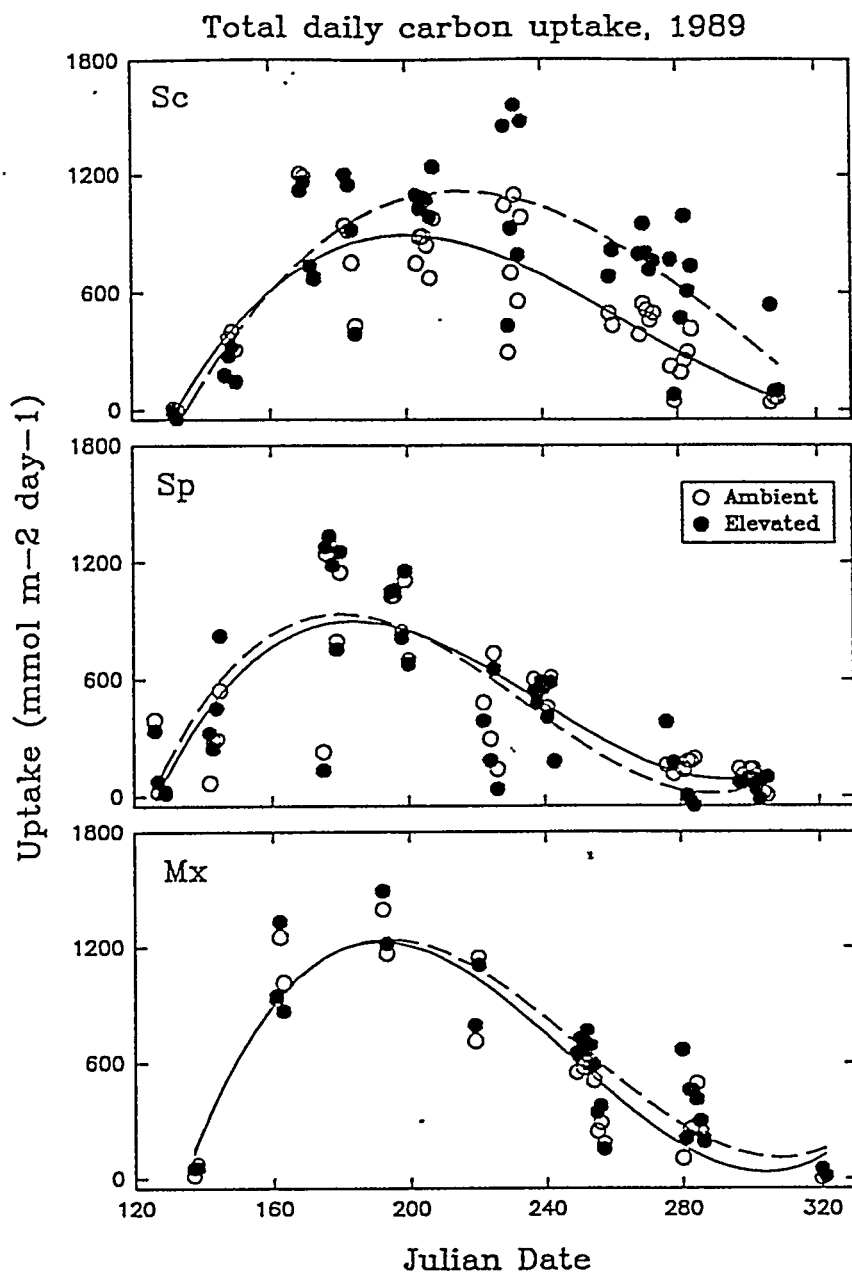 Total daily carbon uptake, 1989
Sc
1800
1200
600
0
Sp
1800
1200
600
0
Ambient
Elevated
Mx
1800
1200
600
0
Uptake (mmol m-2 day-1)
120 160 200 240 280 320
Julian Date